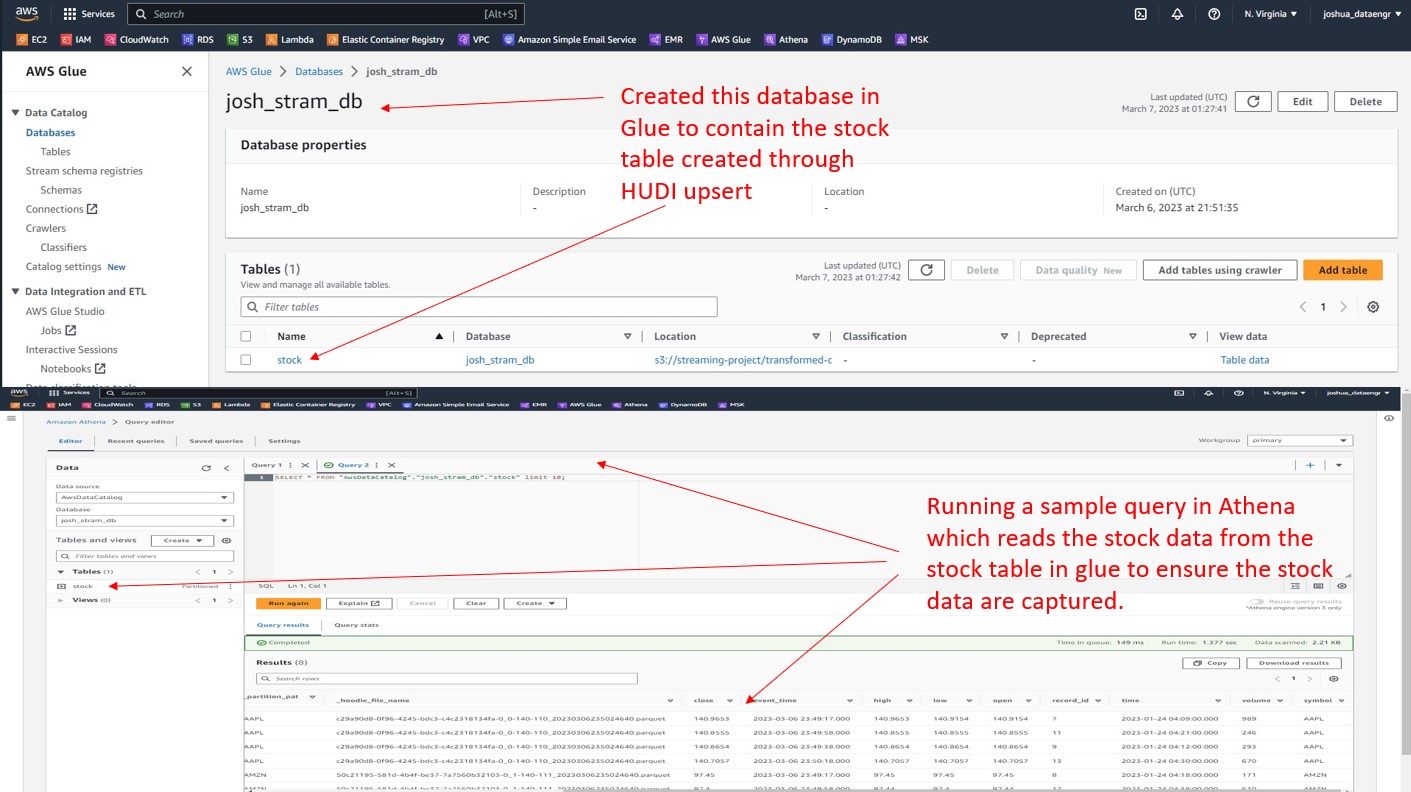 aws
Services
Search
[Alt+S]
N. Virginia
joshua_dataengr
EC2 IAM CloudWatch RDS S3 Lambda Elastic Container Registry VPC Amazon Simple Email Service EMR AWS Glue Athena DynamoDB MSK
AWS Glue
Data Catalog
Databases
Tables
Stream schema registries
Schemas
Connections
Crawlers
Classifiers
Catalog settings New
Data Integration and ETL
AWS Glue Studio
Jobs
Interactive Sessions
Notebooks
AWS Glue > Databases > josh_stram_db
josh_stram_db
Created this database in
Glue to contain the stock
table created through
HUDI upsert
Last updated (UTC)
March 7, 2023 at 01:27:41
Edit
Delete
Database properties
Name
josh_stram_db
Description
-
Location
-
Created on (UTC)
March 6, 2023 at 21:51:35
Tables (1)
View and manage all available tables.
Last updated (UTC)
March 7, 2023 at 01:27:42
Delete
Data quality New
Add tables using crawler
Add table
Filter tables
1
Name Database Location Classification Deprecated View data
stock josh_stram_db s3://streaming-project/transformed-c - - Table data
aws
Services
Search
[Alt+S]
N. Virginia
joshua_dataengr
EC2 IAM CloudWatch RDS S3 Lambda Elastic Container Registry VPC Amazon Simple Email Service EMR AWS Glue Athena DynamoDB MSK
Amazon Athena > Query editor
Editor Recent queries Saved queries Settings
Workgroup primary
Data
Data source
AwsDataCatalog
Database
josh_stram_db
Tables and views
Create
Filter tables and views
Tables (1) < 1 >
stock Partitioned
Views (0) < 1 >
Query 1 Query 2
1 SELECT * FROM "AwsDataCatalog"."josh_stram_db"."stock" limit 10;
Running a sample query in Athena
which reads the stock data from the
stock table in glue to ensure the stock
data are captured.
SQL Ln 1, Col 1
Run again Explain Cancel Clear Create
Reuse query results
*Athena engine version 3 only
Query results Query stats
Completed
Time in queue: 149 ms Run time: 1.377 sec Data scanned: 2.21 KB
Results (8)
Copy
Download results
Search rows
1
_partition_pat _hoodie_file_name close event_time high low open record_id time volume symbol
AAPL c29a90d8-0f96-4245-bdc3-c4c2318134fa-0_0-140-110_20230306235024640.parquet 140.9653 2023-03-06 23:49:17.000 140.9653 140.9154 140.9154 7 2023-01-24 04:09:00.000 989 AAPL
AAPL c29a90d8-0f96-4245-bdc3-c4c2318134fa-0_0-140-110_20230306235024640.parquet 140.8555 2023-03-06 23:49:58.000 140.8555 140.8555 140.8555 11 2023-01-24 04:21:00.000 246 AAPL
AAPL c29a90d8-0f96-4245-bdc3-c4c2318134fa-0_0-140-110_20230306235024640.parquet 140.8654 2023-03-06 23:49:38.000 140.8654 140.8654 140.8654 9 2023-01-24 04:12:00.000 293 AAPL
AAPL c29a90d8-0f96-4245-bdc3-c4c2318134fa-0_0-140-110_20230306235024640.parquet 140.7057 2023-03-06 23:50:18.000 140.7057 140.7057 140.7057 13 2023-01-24 04:30:00.000 670 AAPL
AMZN 50c21195-581d-4b4f-be37-7a7560b32103-0_1-140-111_20230306235024640.parquet 97.45 2023-03-06 23:49:17.000 97.45 97.45 97.45 8 2023-01-24 04:18:00.000 171 AMZN